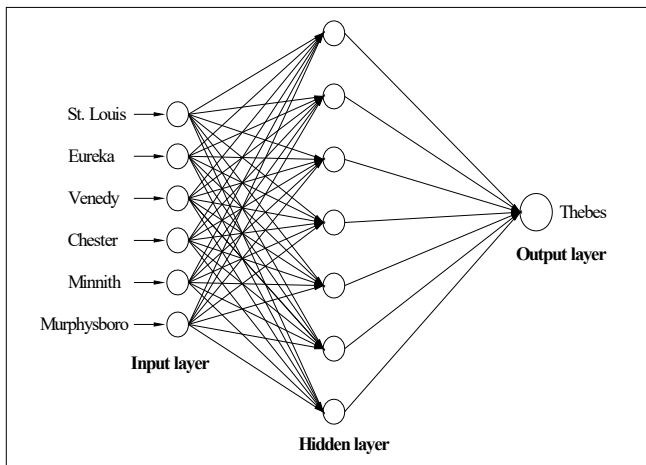 St. Louis
Eureka
Venedy
Chester
Minnith
Murphysboro
Input layer
Hidden layer
Thebes
Output layer